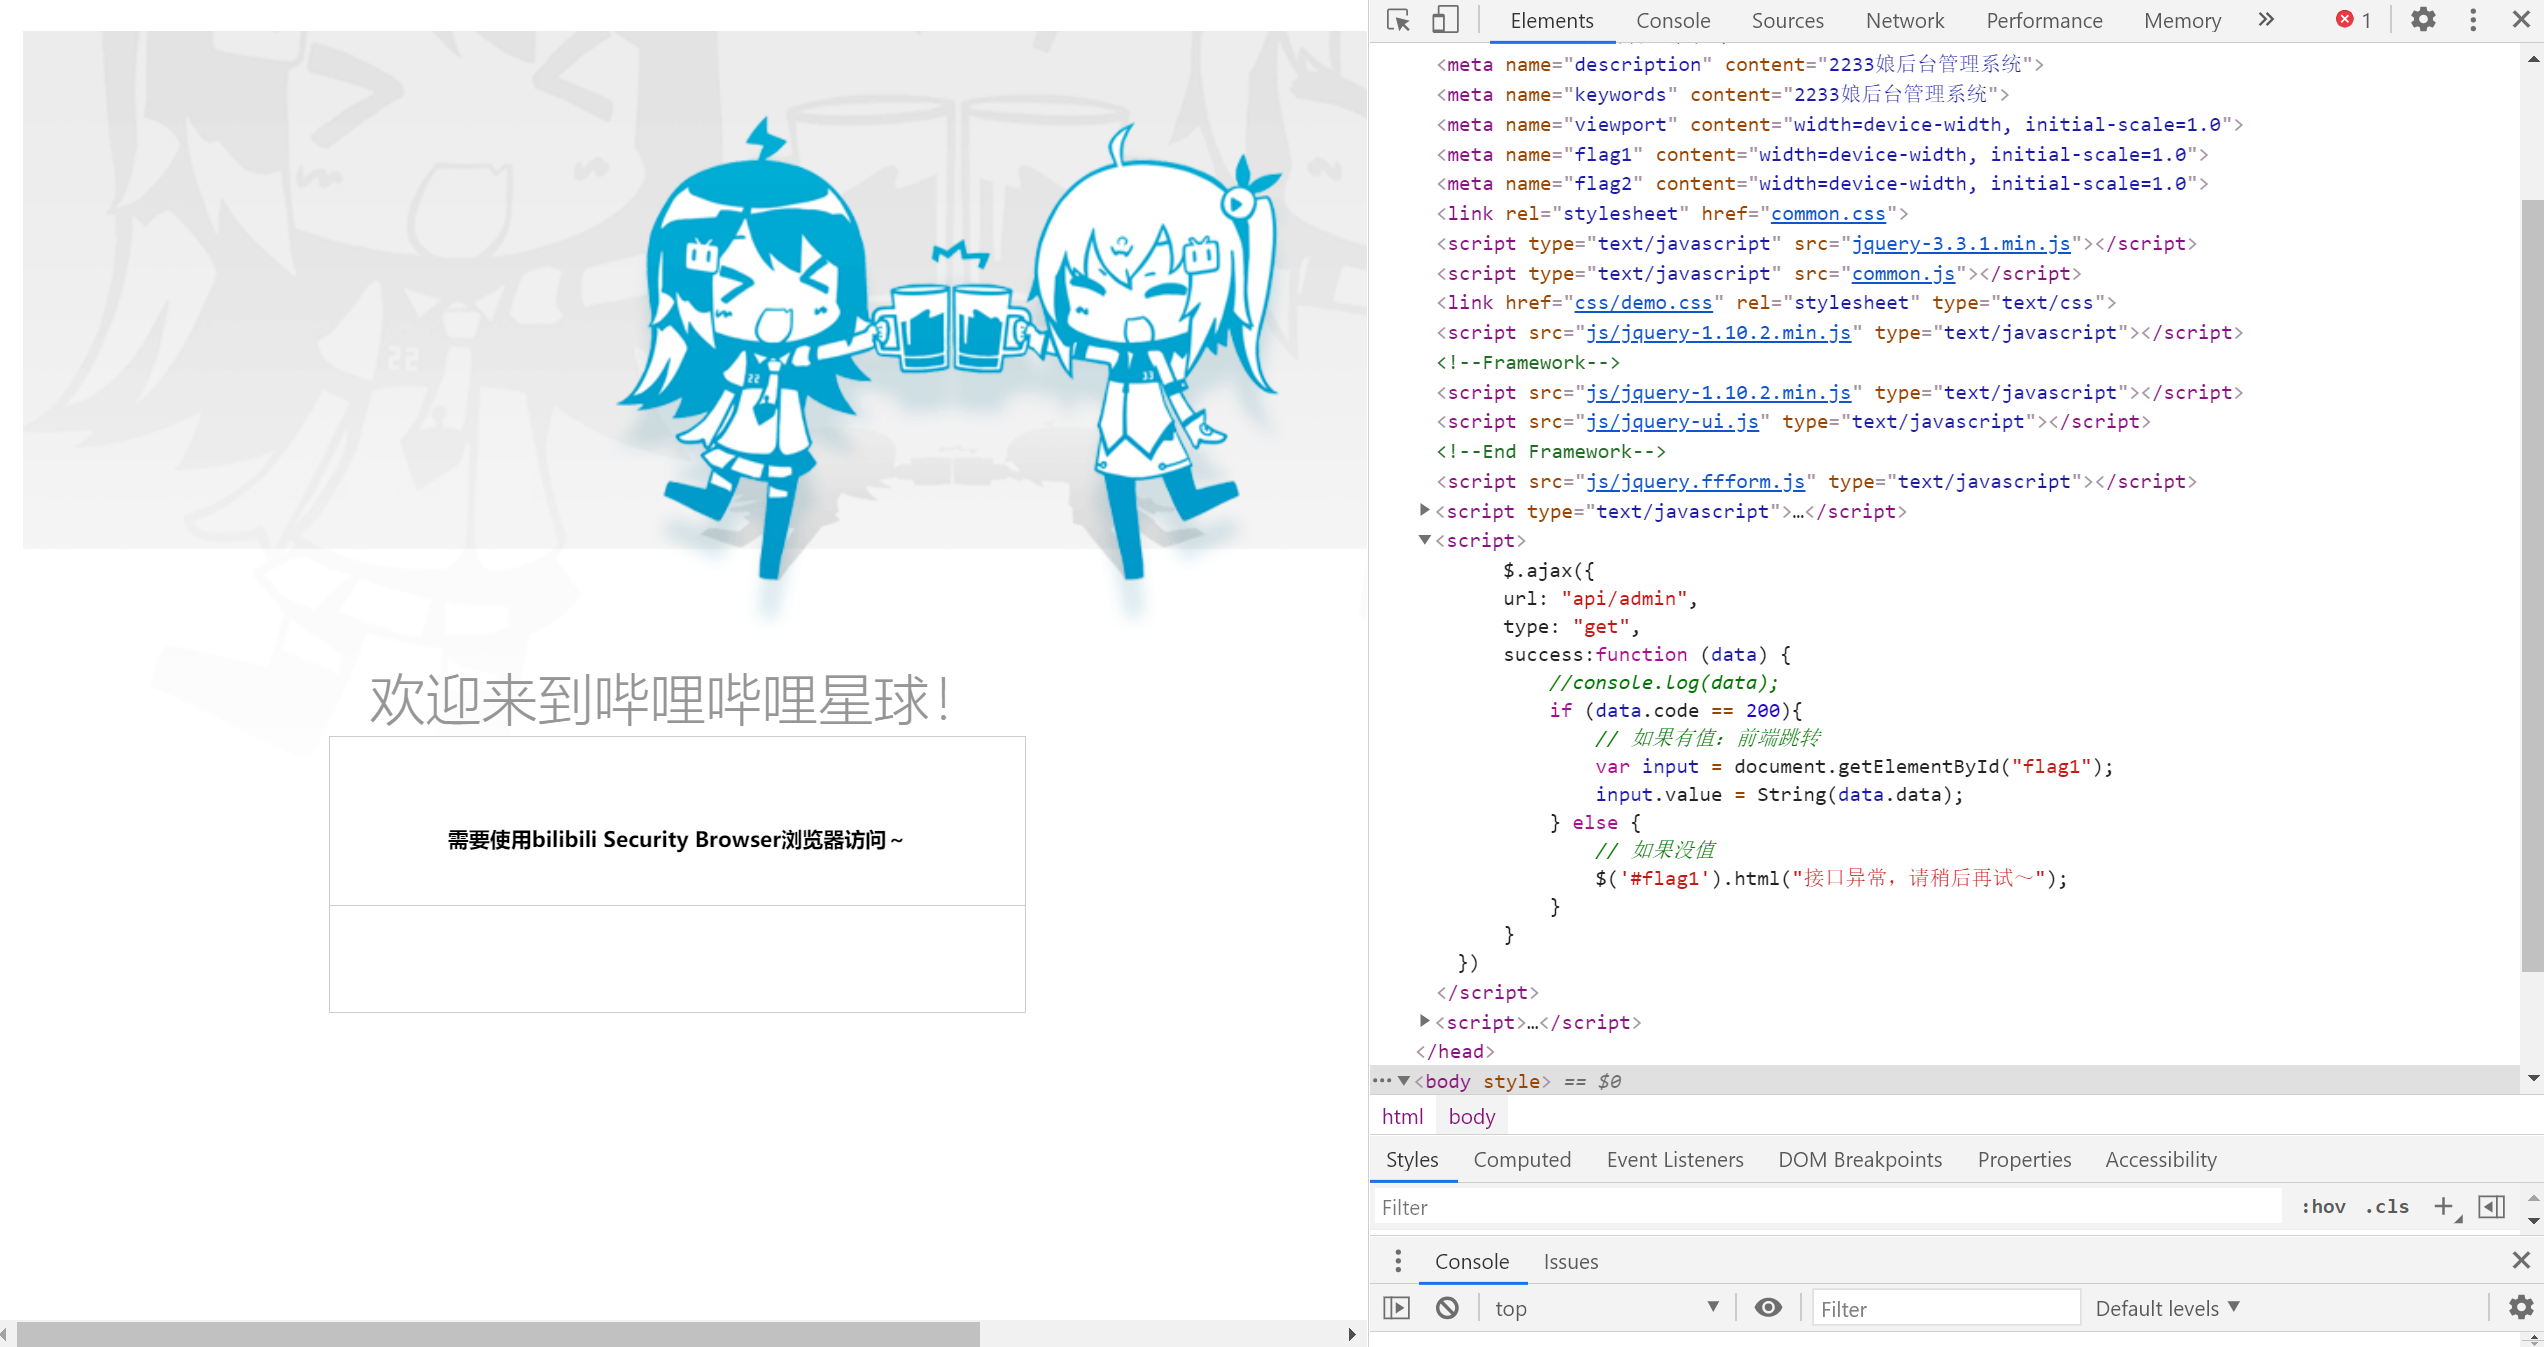 22
22
33
欢迎来到哔哩哔哩星球！
需要使用bilibili Security Browser浏览器访问～
Elements Console Sources Network Performance Memory » 1
<meta name="description" content="2233娘后台管理系统">
<meta name="keywords" content="2233娘后台管理系统">
<meta name="viewport" content="width=device-width, initial-scale=1.0">
<meta name="flag1" content="width=device-width, initial-scale=1.0">
<meta name="flag2" content="width=device-width, initial-scale=1.0">
<link rel="stylesheet" href="common.css">
<script type="text/javascript" src="jquery-3.3.1.min.js"></script>
<script type="text/javascript" src="common.js"></script>
<link href="css/demo.css" rel="stylesheet" type="text/css">
<script src="js/jquery-1.10.2.min.js" type="text/javascript"></script>
<!--Framework-->
<script src="js/jquery-1.10.2.min.js" type="text/javascript"></script>
<script src="js/jquery-ui.js" type="text/javascript"></script>
<!--End Framework-->
<script src="js/jquery.ffform.js" type="text/javascript"></script>
<script type="text/javascript">…</script>
<script>
$.ajax({
url: "api/admin",
type: "get",
success:function (data) {
//console.log(data);
if (data.code == 200){
// 如果有值：前端跳转
var input = document.getElementById("flag1");
input.value = String(data.data);
} else {
// 如果没值
$('#flag1').html("接口异常，请稍后再试～");
}
}
})
</script>
<script>…</script>
</head>
<body style> == $0
html body
Styles Computed Event Listeners DOM Breakpoints Properties Accessibility
Filter :hov .cls +
Console Issues
top Filter Default levels